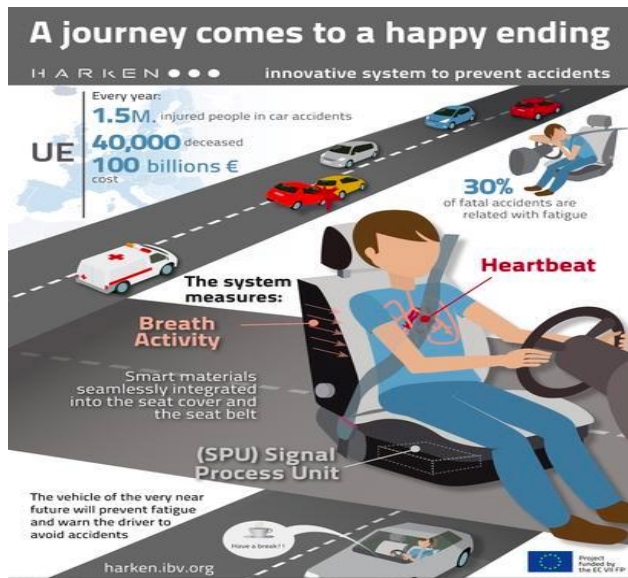 A journey comes to a happy ending
HARKEN
innovative system to prevent accidents
Every year:
1.5M. injured people in car accidents
UE
40,000 deceased
100 billions €
cost
30%
of fatal accidents are
related with fatigue
The system
measures:
Heartbeat
Breath
Activity
Smart materials
seamlessly integrated
into the seat cover and
the seat belt
(SPU) Signal
Process Unit
The vehicle of the very near
future will prevent fatigue
and warn the driver to
avoid accidents
Have a break!!
harken.ibv.org
Project
funded by
the EC VII FP